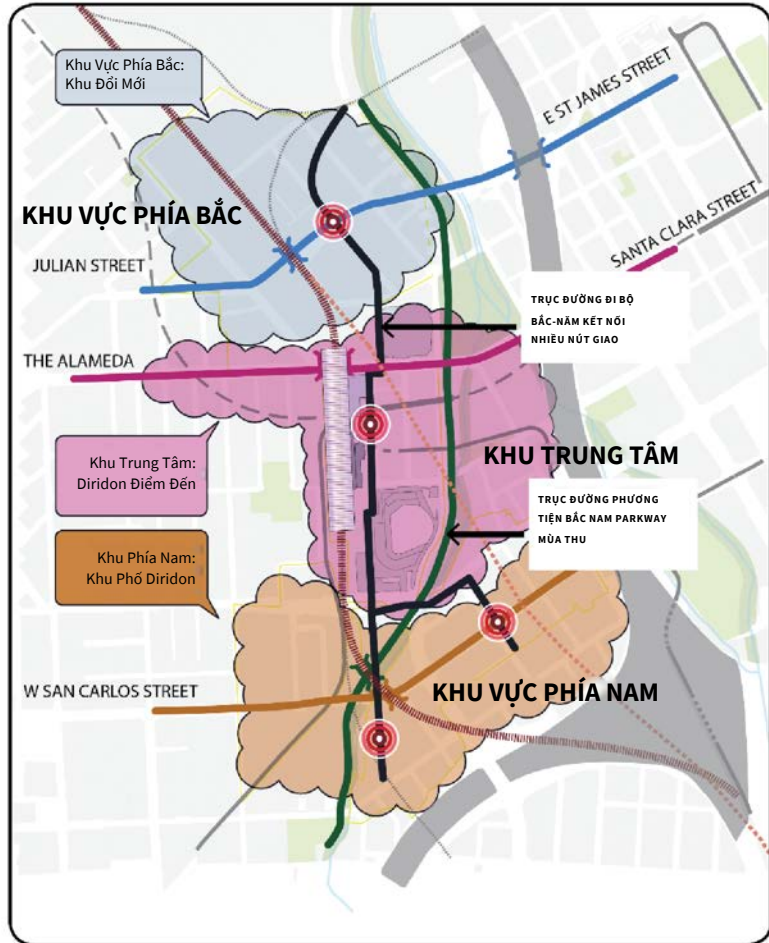 Khu Vực Phía Bắc:
Khu Đổi Mới
E ST JAMES STREET
KHU VỰC PHÍA BẮC
SANTA CLARA STREET
JULIAN STREET
TRỤC ĐƯỜNG ĐI BỘ
BẮC-NĂM KẾT NỐI
NHIỀU NÚT GIAO
THE ALAMEDA
Khu Trung Tâm:
Diridon Điểm Đến
KHU TRUNG TÂM
TRỤC ĐƯỜNG PHƯƠNG
TIỆN BẮC NAM PARKWAY
MÙA THU
Khu Phía Nam:
Khu Phố Diridon
W SAN CARLOS STREET
KHU VỰC PHÍA NAM